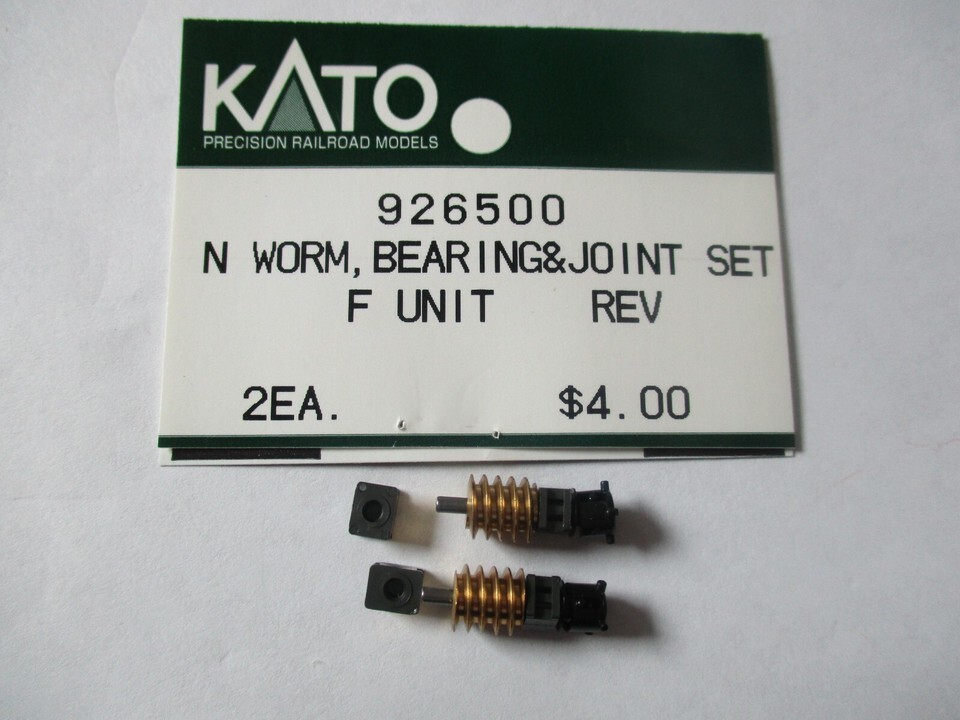 KATO
PRECISION RAILROAD MODELS
926500
N WORM, BEARING&JOINT SET
F UNIT REV
2EA. $4.00